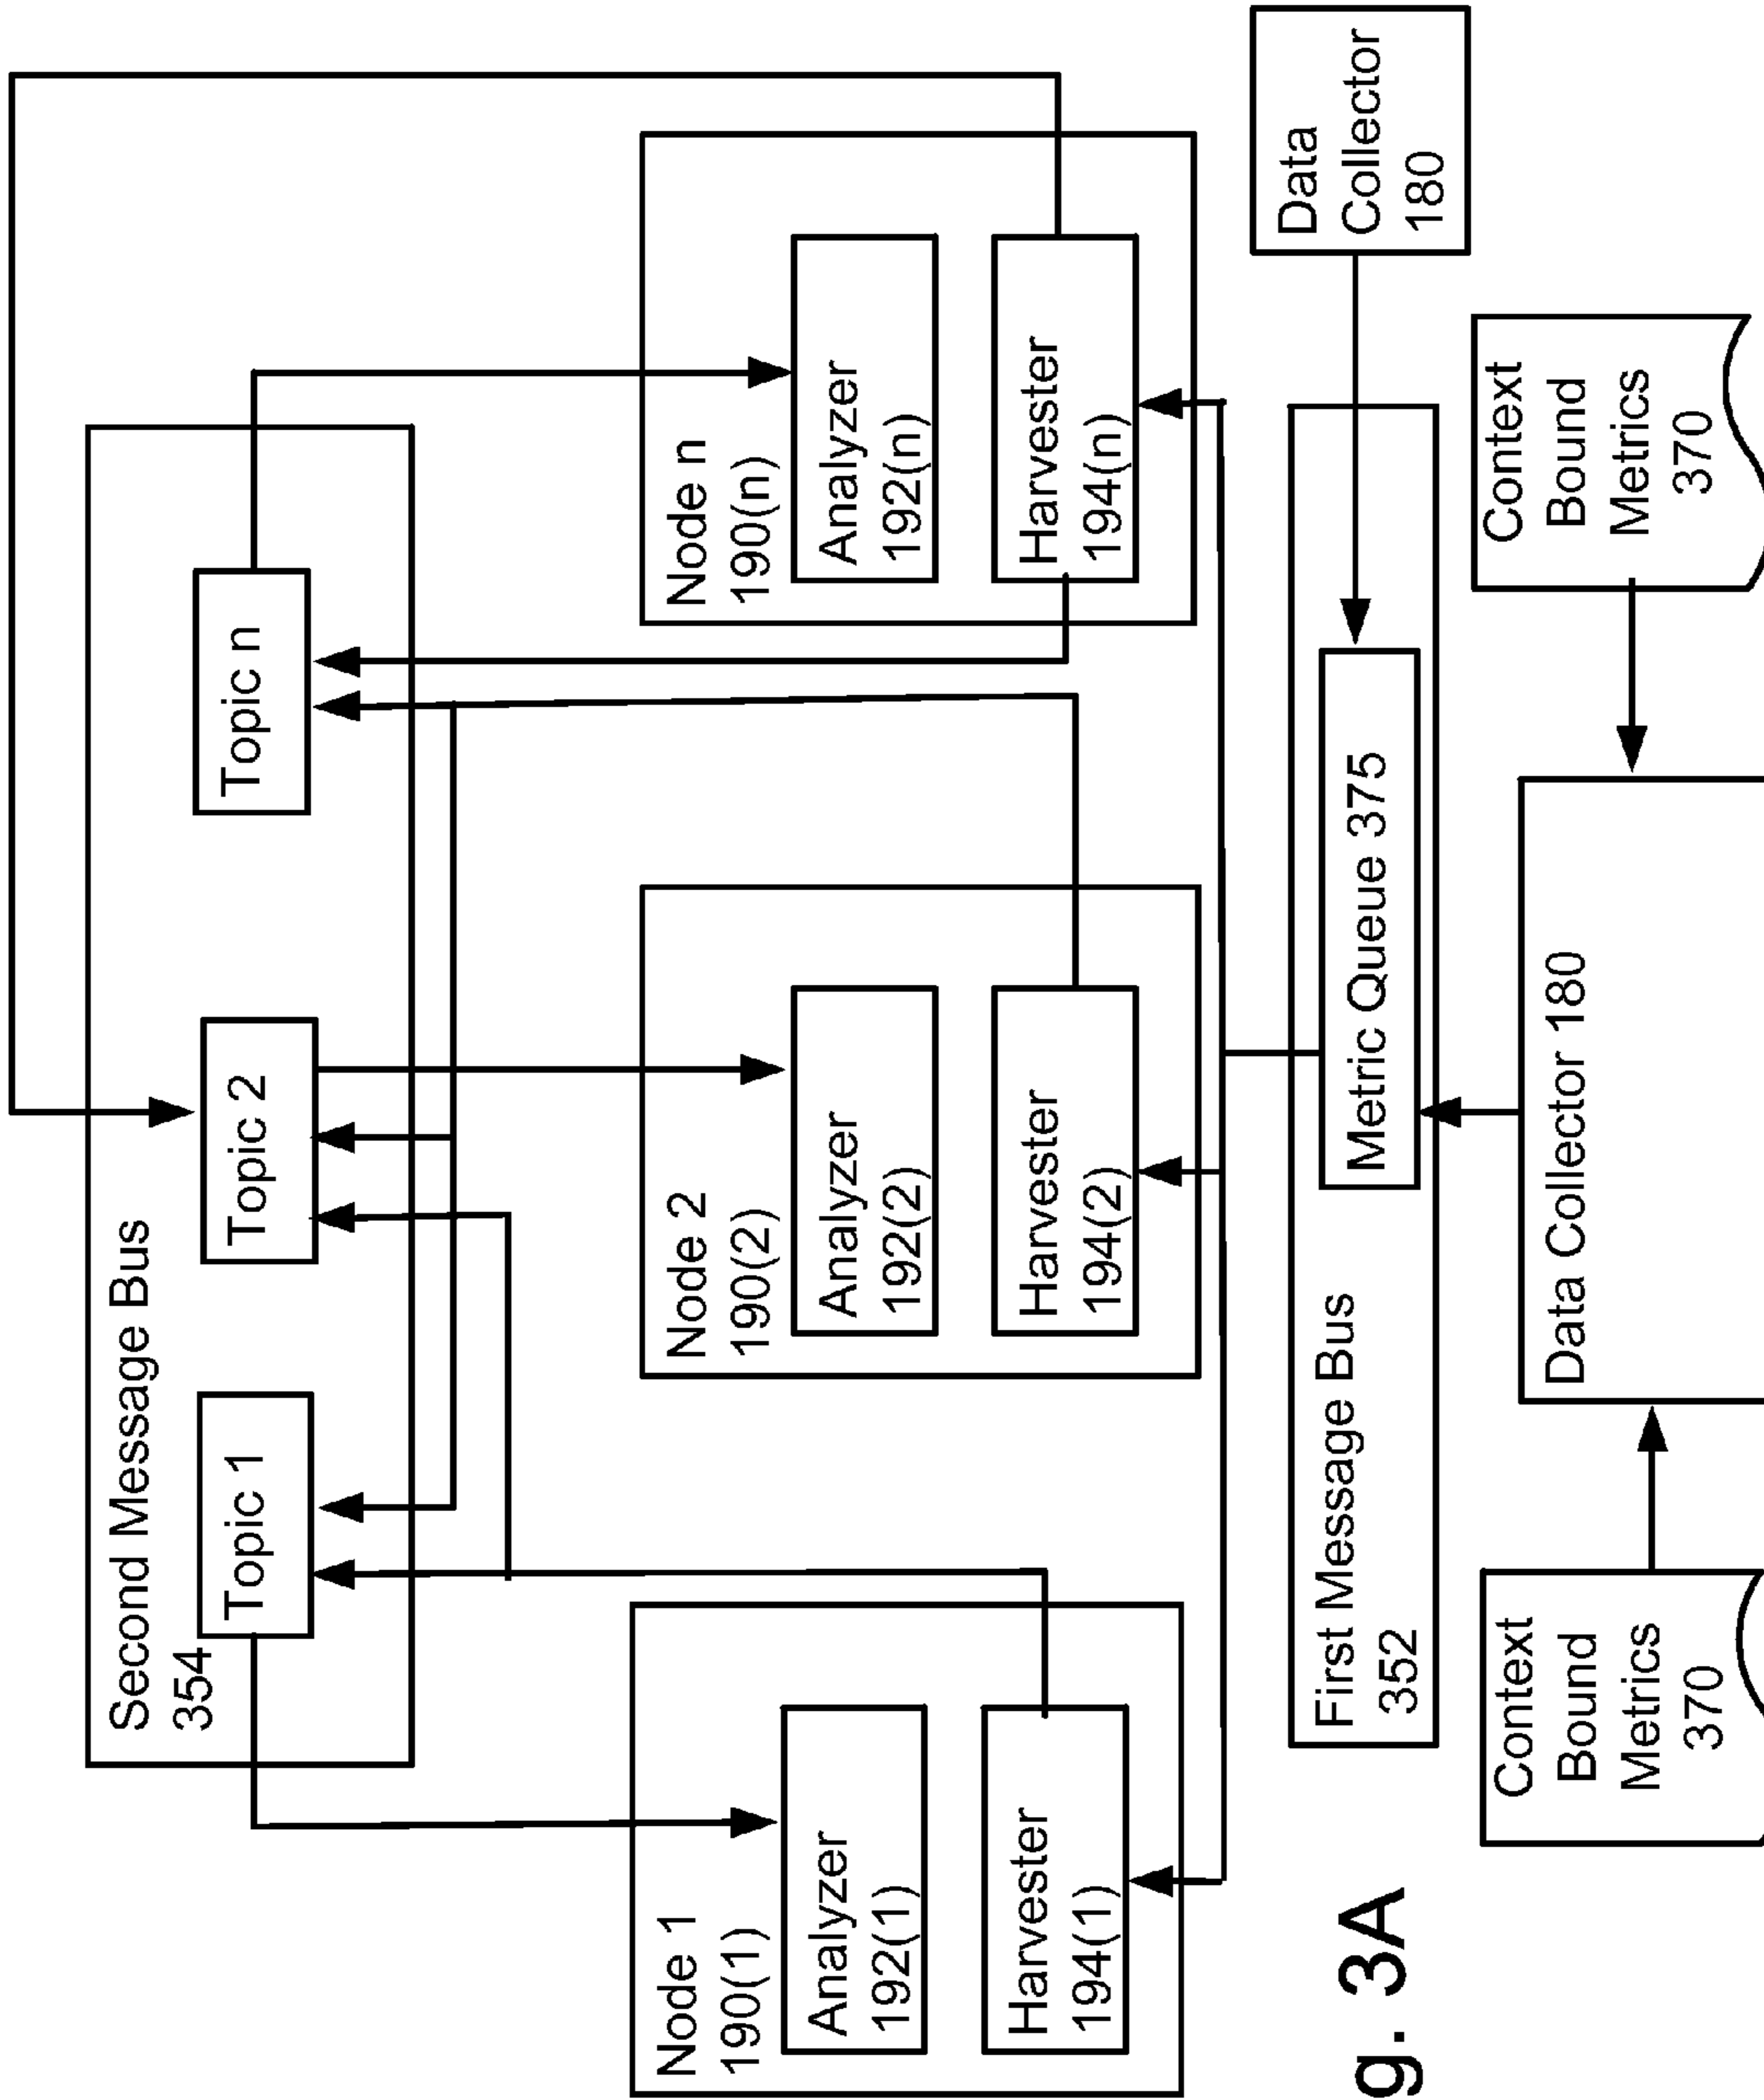 Second Message Bus
354
Topic 1
Topic 2
Topic n
Node 1
190(1)
Analyzer
192(1)
Harvester
194(1)
Node 2
190(2)
Analyzer
192(2)
Harvester
194(2)
Node n
190(n)
Analyzer
192(n)
Harvester
194(n)
First Message Bus
352
Metric Queue 375
Data
Collector
180
Context
Bound
Metrics
370
Data Collector 180
Context
Bound
Metrics
370
g. 3A